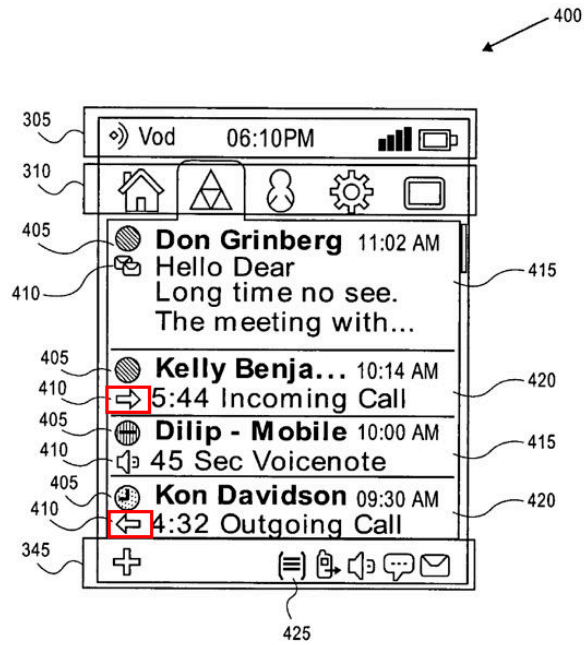 400
305
Vod 06:10PM
310
405
Don Grinberg 11:02 AM
410
Hello Dear
415
Long time no see.
The meeting with...
405
Kelly Benja... 10:14 AM
420
410
5:44 Incoming Call
405
Dilip - Mobile 10:00 AM
415
410
45 Sec Voicenote
405
Kon Davidson 09:30 AM
420
410
4:32 Outgoing Call
345
425